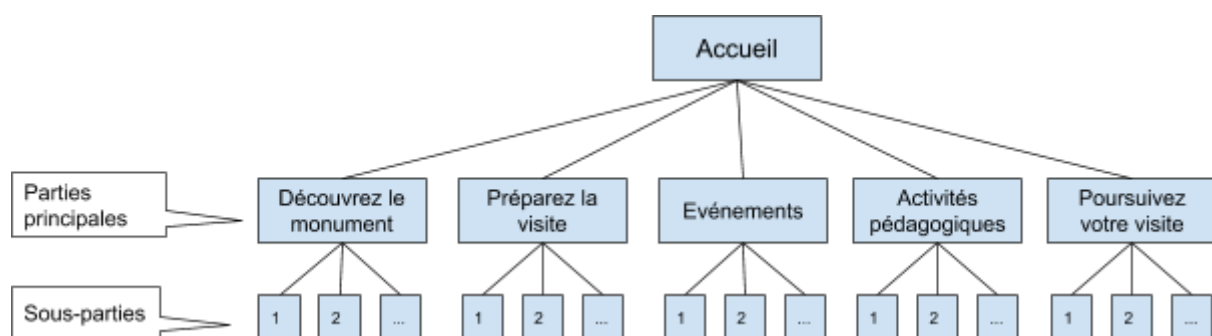 Accueil
Parties
principales
Découvrez le
monument
Préparez la
visite
Evénements
Activités
pédagogiques
Poursuivez
votre visite
Sous-parties
1 2 ... 1 2 ... 1 2 ... 1 2 ... 1 2 ...